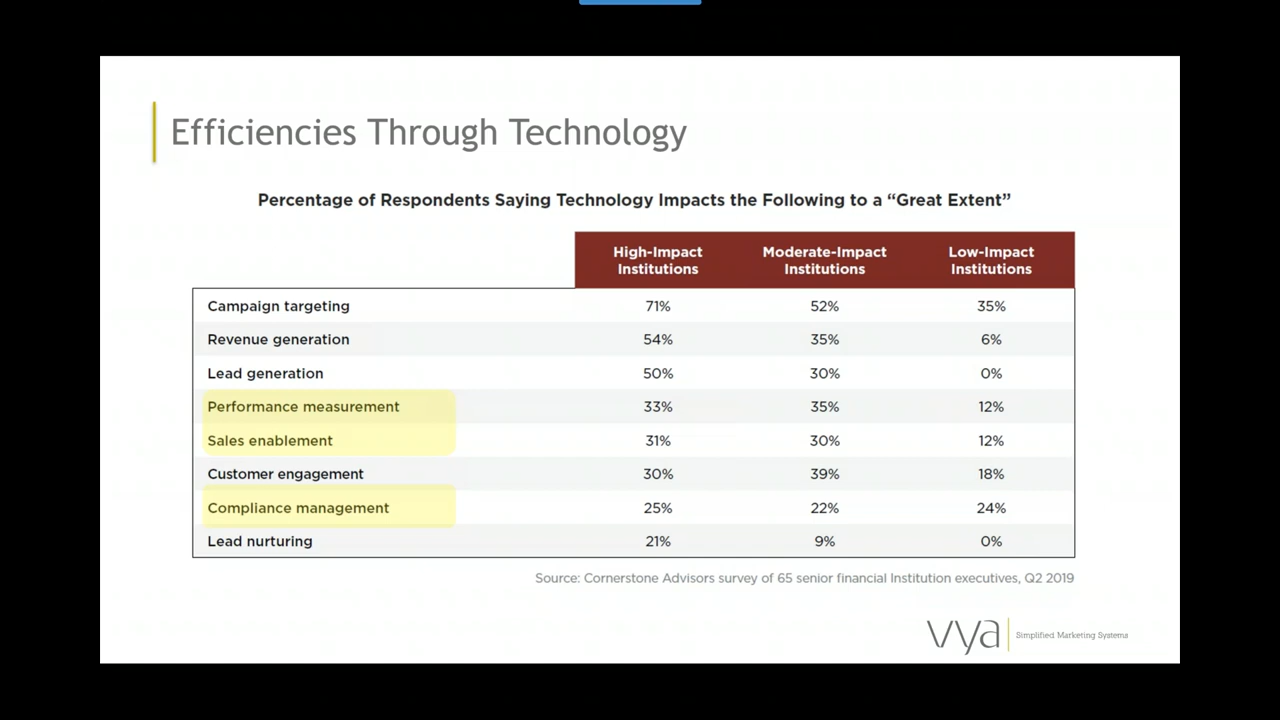 Efficiencies Through Technology
Percentage of Respondents Saying Technology Impacts the Following to a “Great Extent”
High-Impact Institutions Moderate-Impact Institutions Low-Impact Institutions
Campaign targeting 71% 52% 35%
Revenue generation 54% 35% 6%
Lead generation 50% 30% 0%
Performance measurement 33% 35% 12%
Sales enablement 31% 30% 12%
Customer engagement 30% 39% 18%
Compliance management 25% 22% 24%
Lead nurturing 21% 9% 0%
Source: Cornerstone Advisors survey of 65 senior financial Institution executives, Q2 2019
vya Simplified Marketing Systems